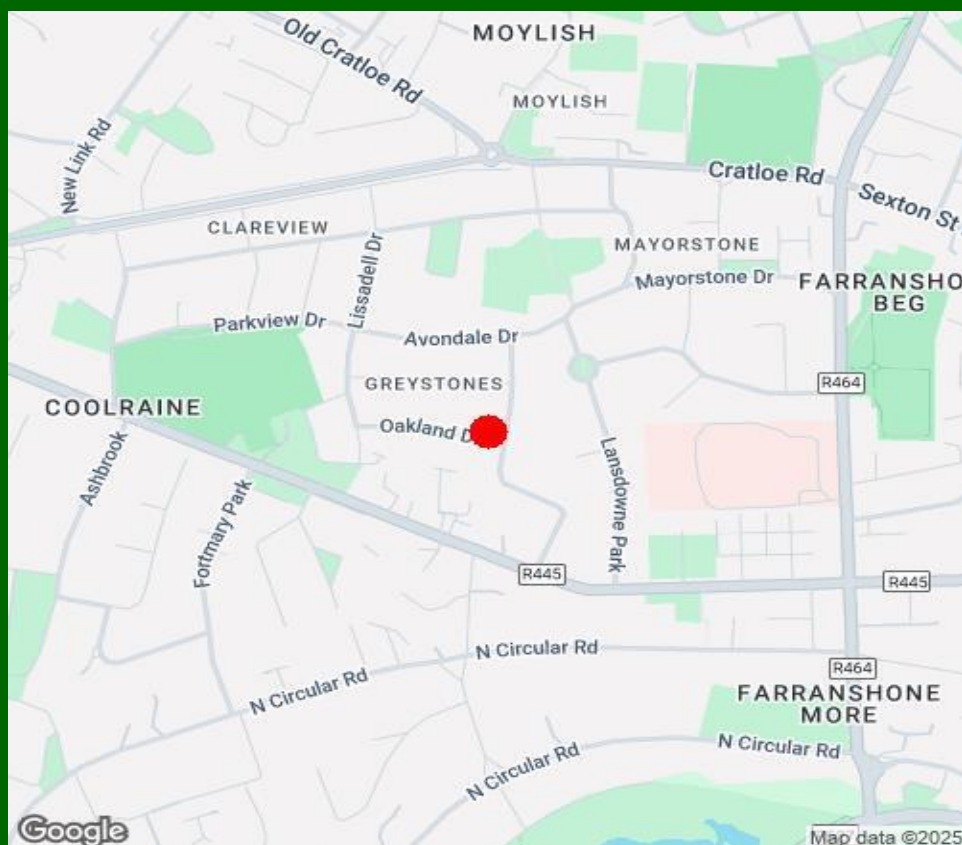 MOYLISH
Old Cratloe Rd
MOYLISH
New Link Rd
Cratloe Rd
Sexton St
CLAREVIEW
Lissadell Dr
MAYORSTONE
Mayorstone Dr
FARRANSHO
BEG
Parkview Dr
Avondale Dr
GREYSTONES
R464
COOLRAINE
Oakland D
Ashbrook
Lansdowne Park
Fortmary Park
R445
R445
N Circular Rd
N Circular Rd
R464
FARRANSHONE
MORE
N Circular Rd
N Circular Rd
Google
Map data ©2025